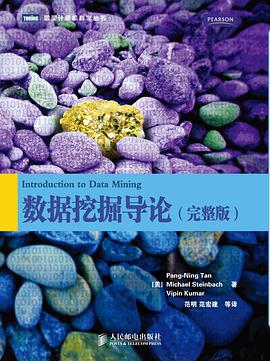 TURING 图灵计算机科学丛书
PEARSON
Introduction to Data Mining
数据挖掘导论（完整版）
Pang-Ning Tan
[美] Michael Steinbach 著
Vipin Kumar
范明 范宏建 等译
人民邮电出版社
POSTS & TELECOM PRESS